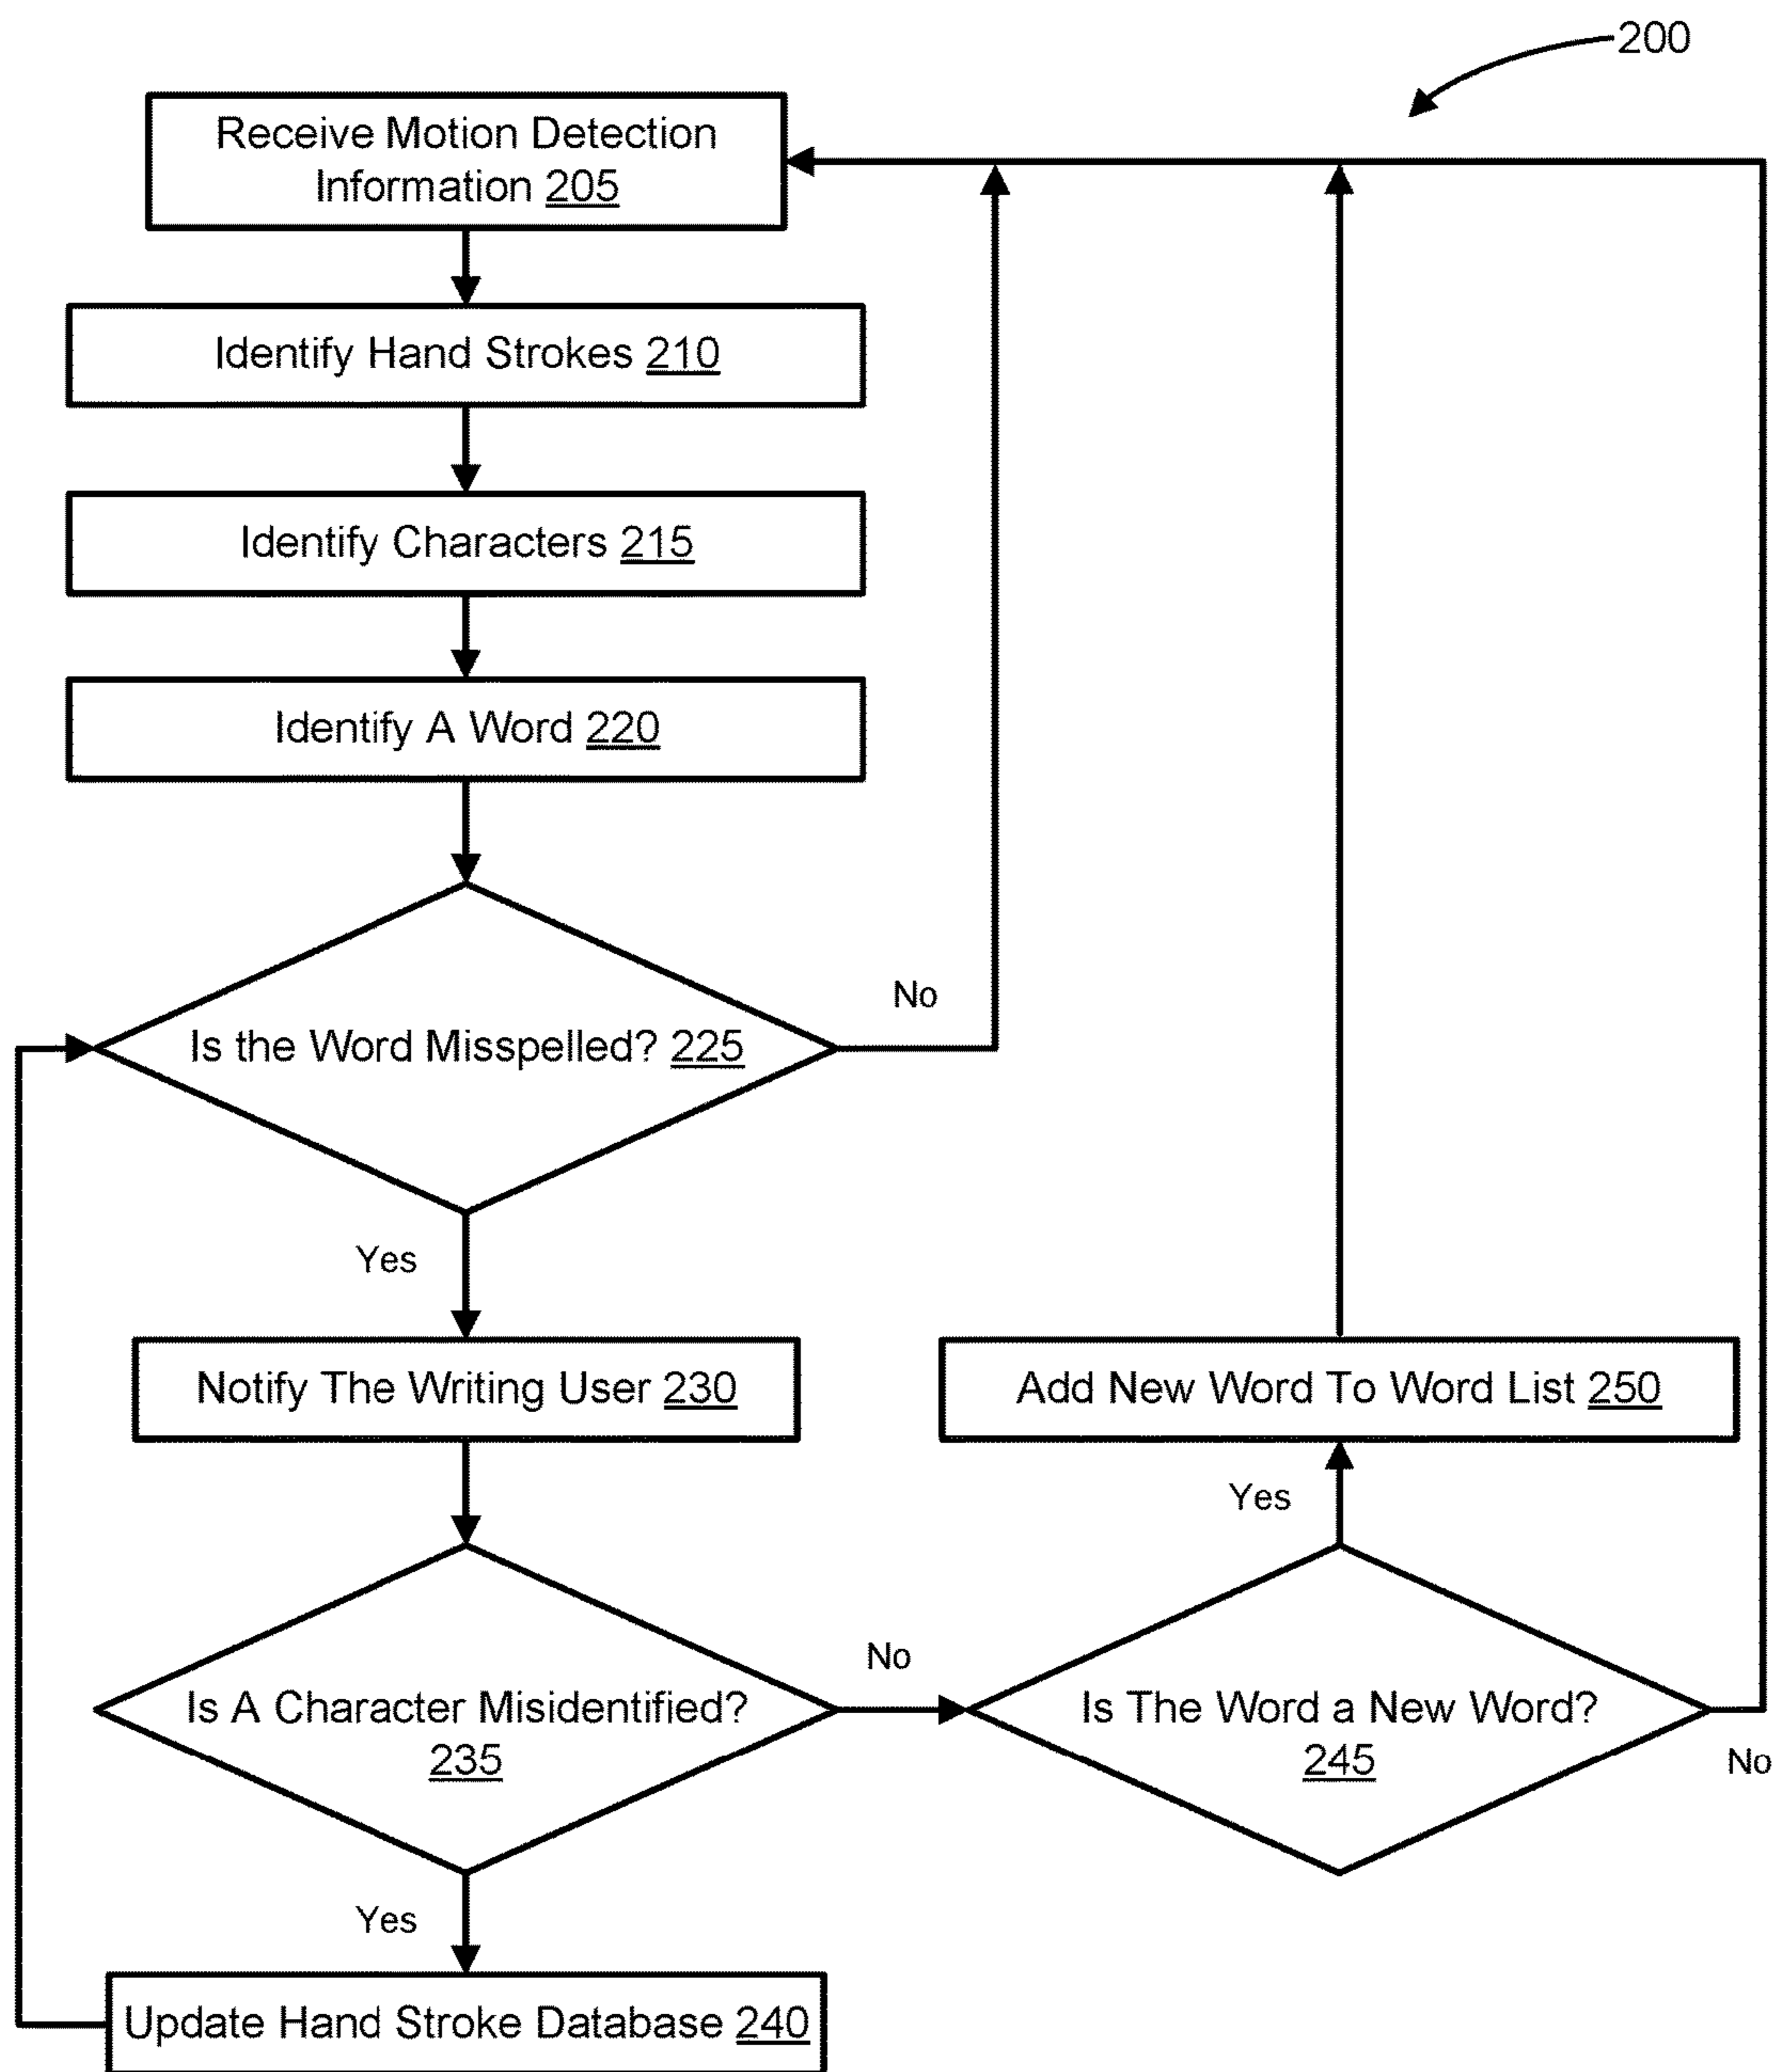 200
Receive Motion Detection
Information 205
Identify Hand Strokes 210
Identify Characters 215
Identify A Word 220
Is the Word Misspelled? 225
No
Yes
Notify The Writing User 230
Add New Word To Word List 250
Yes
Is A Character Misidentified?
235
No
Is The Word a New Word?
245
No
Yes
Update Hand Stroke Database 240